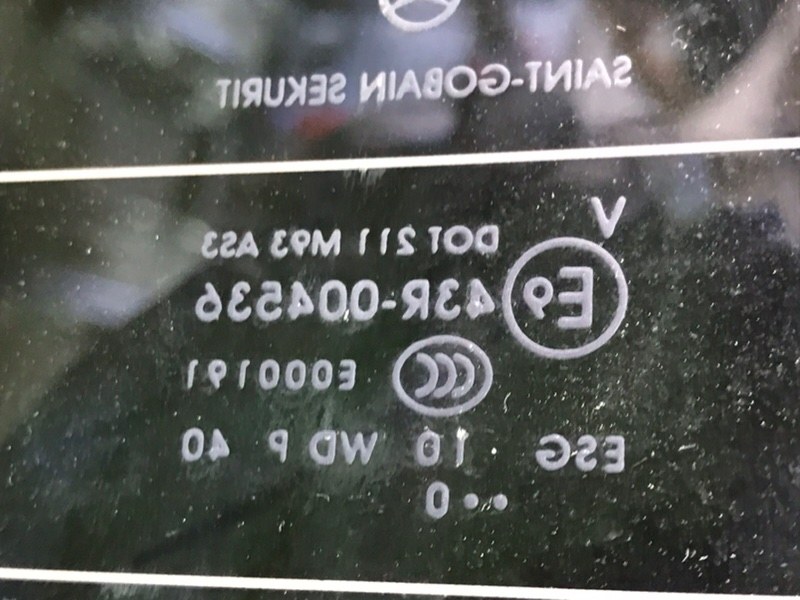 SAINT-GOBAIN SEKURIT
V
DOT 211 M93 AS3
E9 43R-004536
CCC E000191
ESG 10 WD P 40
••0